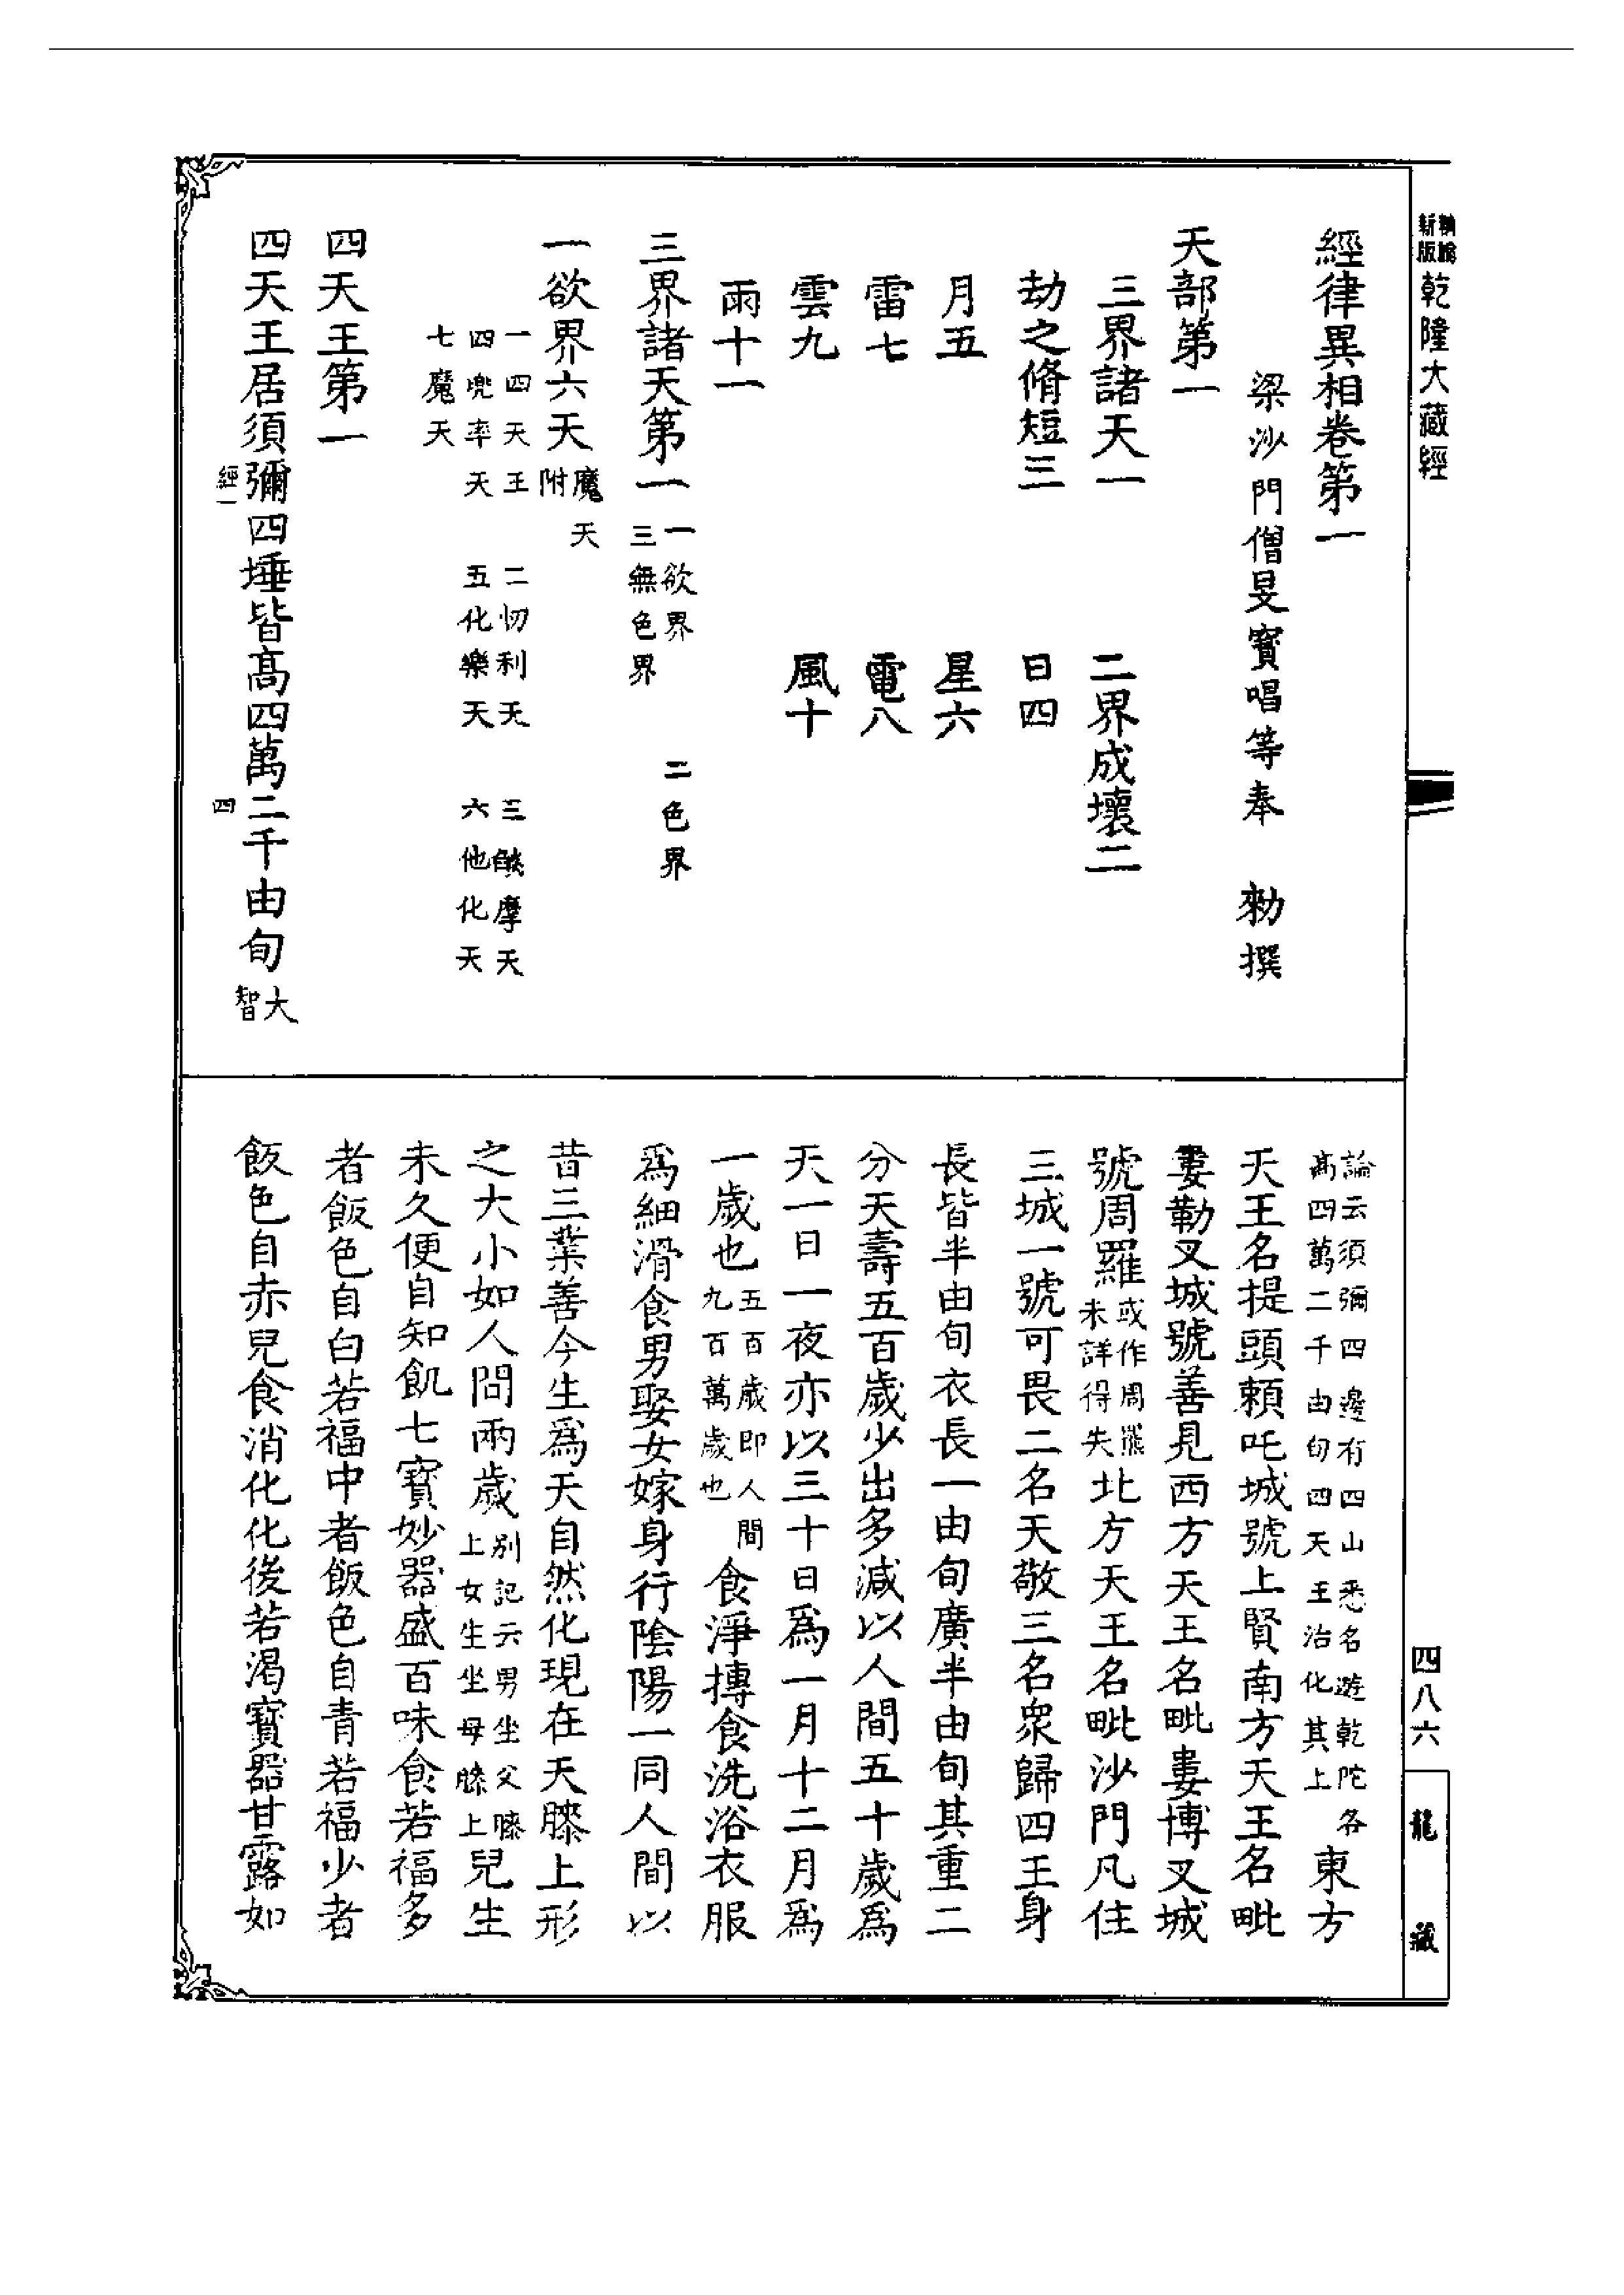 新版
乾隆大藏經
四八六
龍藏
經律異相卷第一
梁沙門僧旻寶唱等奉 勑撰
天部第一
三界諸天一 二界成壞二
劫之脩短三 日四
月五 星六
雷七 電八
雲九 風十
雨十一
三界諸天第一 一欲界 二色界
三無色界
一欲界六天 魔天
附
一四天王 二忉利天 三㷿摩天
四兜率天 五化樂天 六他化天
七魔天
四天王第一
四天王居須彌四埵皆高四萬二千由旬 大
智
經一 四
論云須彌四邊有四山悉名遊乾陀各
高四萬二千由旬四天王治化其上
東方
天王名提頭賴吒城號上賢南方天王名毗
婁勒叉城號善見西方天王名毗婁博叉城
號周羅 或作周羆
未詳得失
北方天王名毗沙門凡住
三城一號可畏二名天敬三名衆歸四王身
長皆半由旬衣長一由旬廣半由旬其重二
分天壽五百歲少出多減以人間五十歲爲
天一日一夜亦以三十日爲一月十二月爲
一歲也 五百歲即人間
九百萬歲也
食淨摶食洗浴衣服
爲細滑食男娶女嫁身行陰陽一同人間以
昔三業善今生爲天自然化現在天膝上形
之大小如人間兩歲 別記云男坐父膝
上女生坐母膝上
兒生
未久便自知飢七寶妙器盛百味食若福多
者飯色自白若福中者飯色自青若福少者
飯色自赤兒食消化化後若渴寶器甘露如